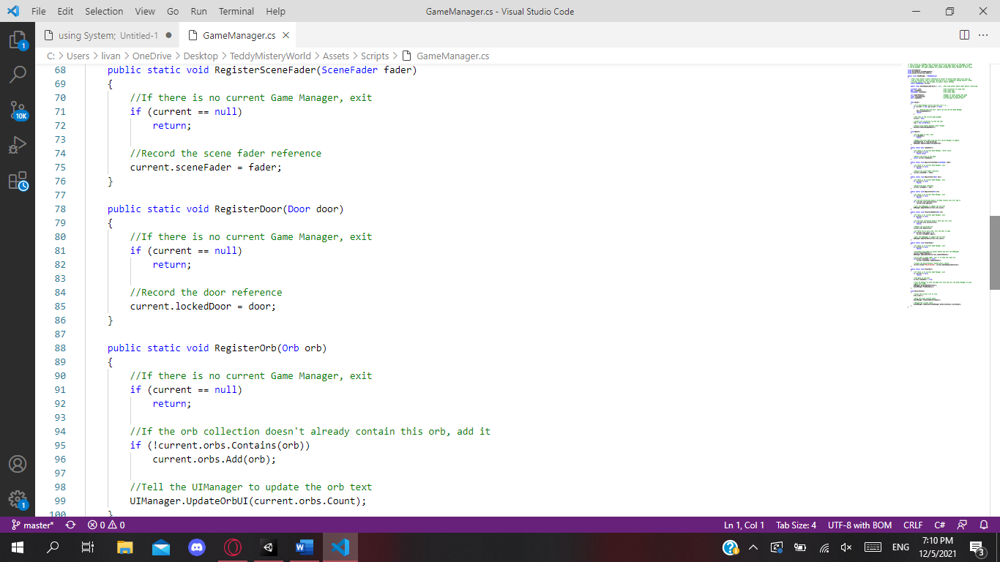 File Edit Selection View Go Run Terminal Help GameManager.cs - Visual Studio Code
using System; Untitled-1 GameManager.cs
C: > Users > livan > OneDrive > Desktop > TeddyMisteryWorld > Assets > Scripts > GameManager.cs
68 public static void RegisterSceneFader(SceneFader fader)
69 {
70 //If there is no current Game Manager, exit
71 if (current == null)
72 return;
73
74 //Record the scene fader reference
75 current.sceneFader = fader;
76 }
77
78 public static void RegisterDoor(Door door)
79 {
80 //If there is no current Game Manager, exit
81 if (current == null)
82 return;
83
84 //Record the door reference
85 current.lockedDoor = door;
86 }
87
88 public static void RegisterOrb(Orb orb)
89 {
90 //If there is no current Game Manager, exit
91 if (current == null)
92 return;
93
94 //If the orb collection doesn't already contain this orb, add it
95 if (!current.orbs.Contains(orb))
96 current.orbs.Add(orb);
97
98 //Tell the UIManager to update the orb text
99 UIManager.UpdateOrbUI(current.orbs.Count);
100 }
1
10K
1
master* 0 0 Ln 1, Col 1 Tab Size: 4 UTF-8 with BOM CRLF C#
ENG 7:10 PM 12/5/2021 3